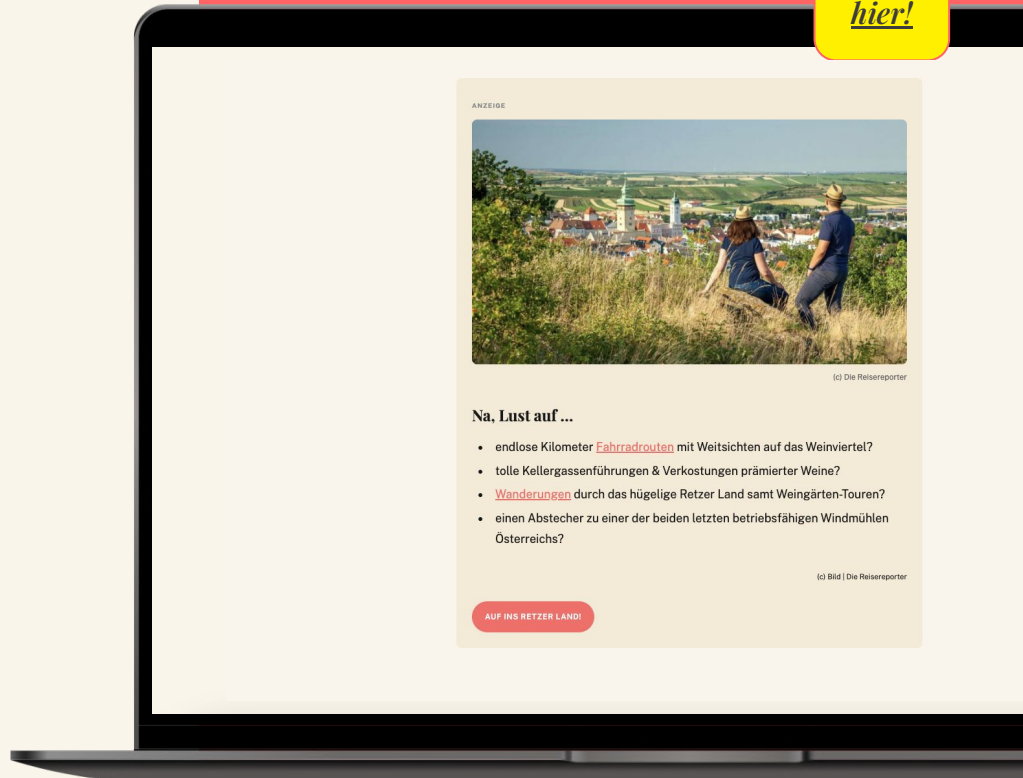 hier!
ANZEIGE
(c) Die Reisereporter
Na, Lust auf ...
• endlose Kilometer Fahrradrouten mit Weitsichten auf das Weinviertel?
• tolle Kellergassenführungen & Verkostungen prämierter Weine?
• Wanderungen durch das hügelige Retzer Land samt Weingärten-Touren?
• einen Abstecher zu einer der beiden letzten betriebsfähigen Windmühlen
Österreichs?
(c) Bild | Die Reisereporter
AUF INS RETZER LAND!